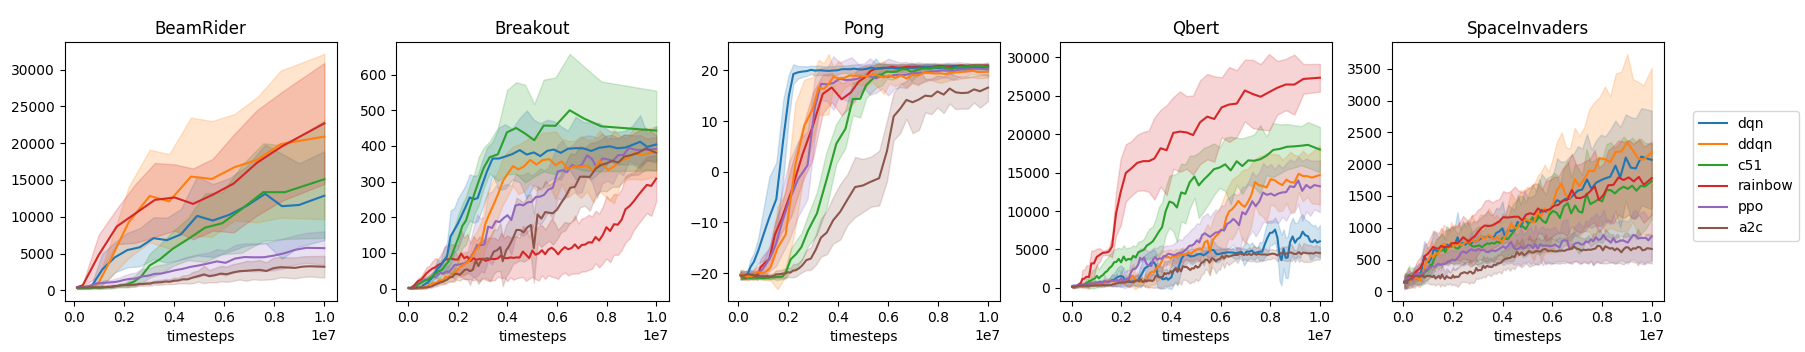 BeamRider
30000
25000
20000
15000
10000
5000
0
0.0 0.2 0.4 0.6 0.8 1.0
1e7
timesteps
Breakout
600
500
400
300
200
100
0
0.0 0.2 0.4 0.6 0.8 1.0
1e7
timesteps
Pong
20
10
0
−10
−20
0.0 0.2 0.4 0.6 0.8 1.0
1e7
timesteps
Qbert
30000
25000
20000
15000
10000
5000
0
0.0 0.2 0.4 0.6 0.8 1.0
1e7
timesteps
SpaceInvaders
3500
3000
2500
2000
1500
1000
500
0
0.0 0.2 0.4 0.6 0.8 1.0
1e7
timesteps
dqn
ddqn
c51
rainbow
ppo
a2c